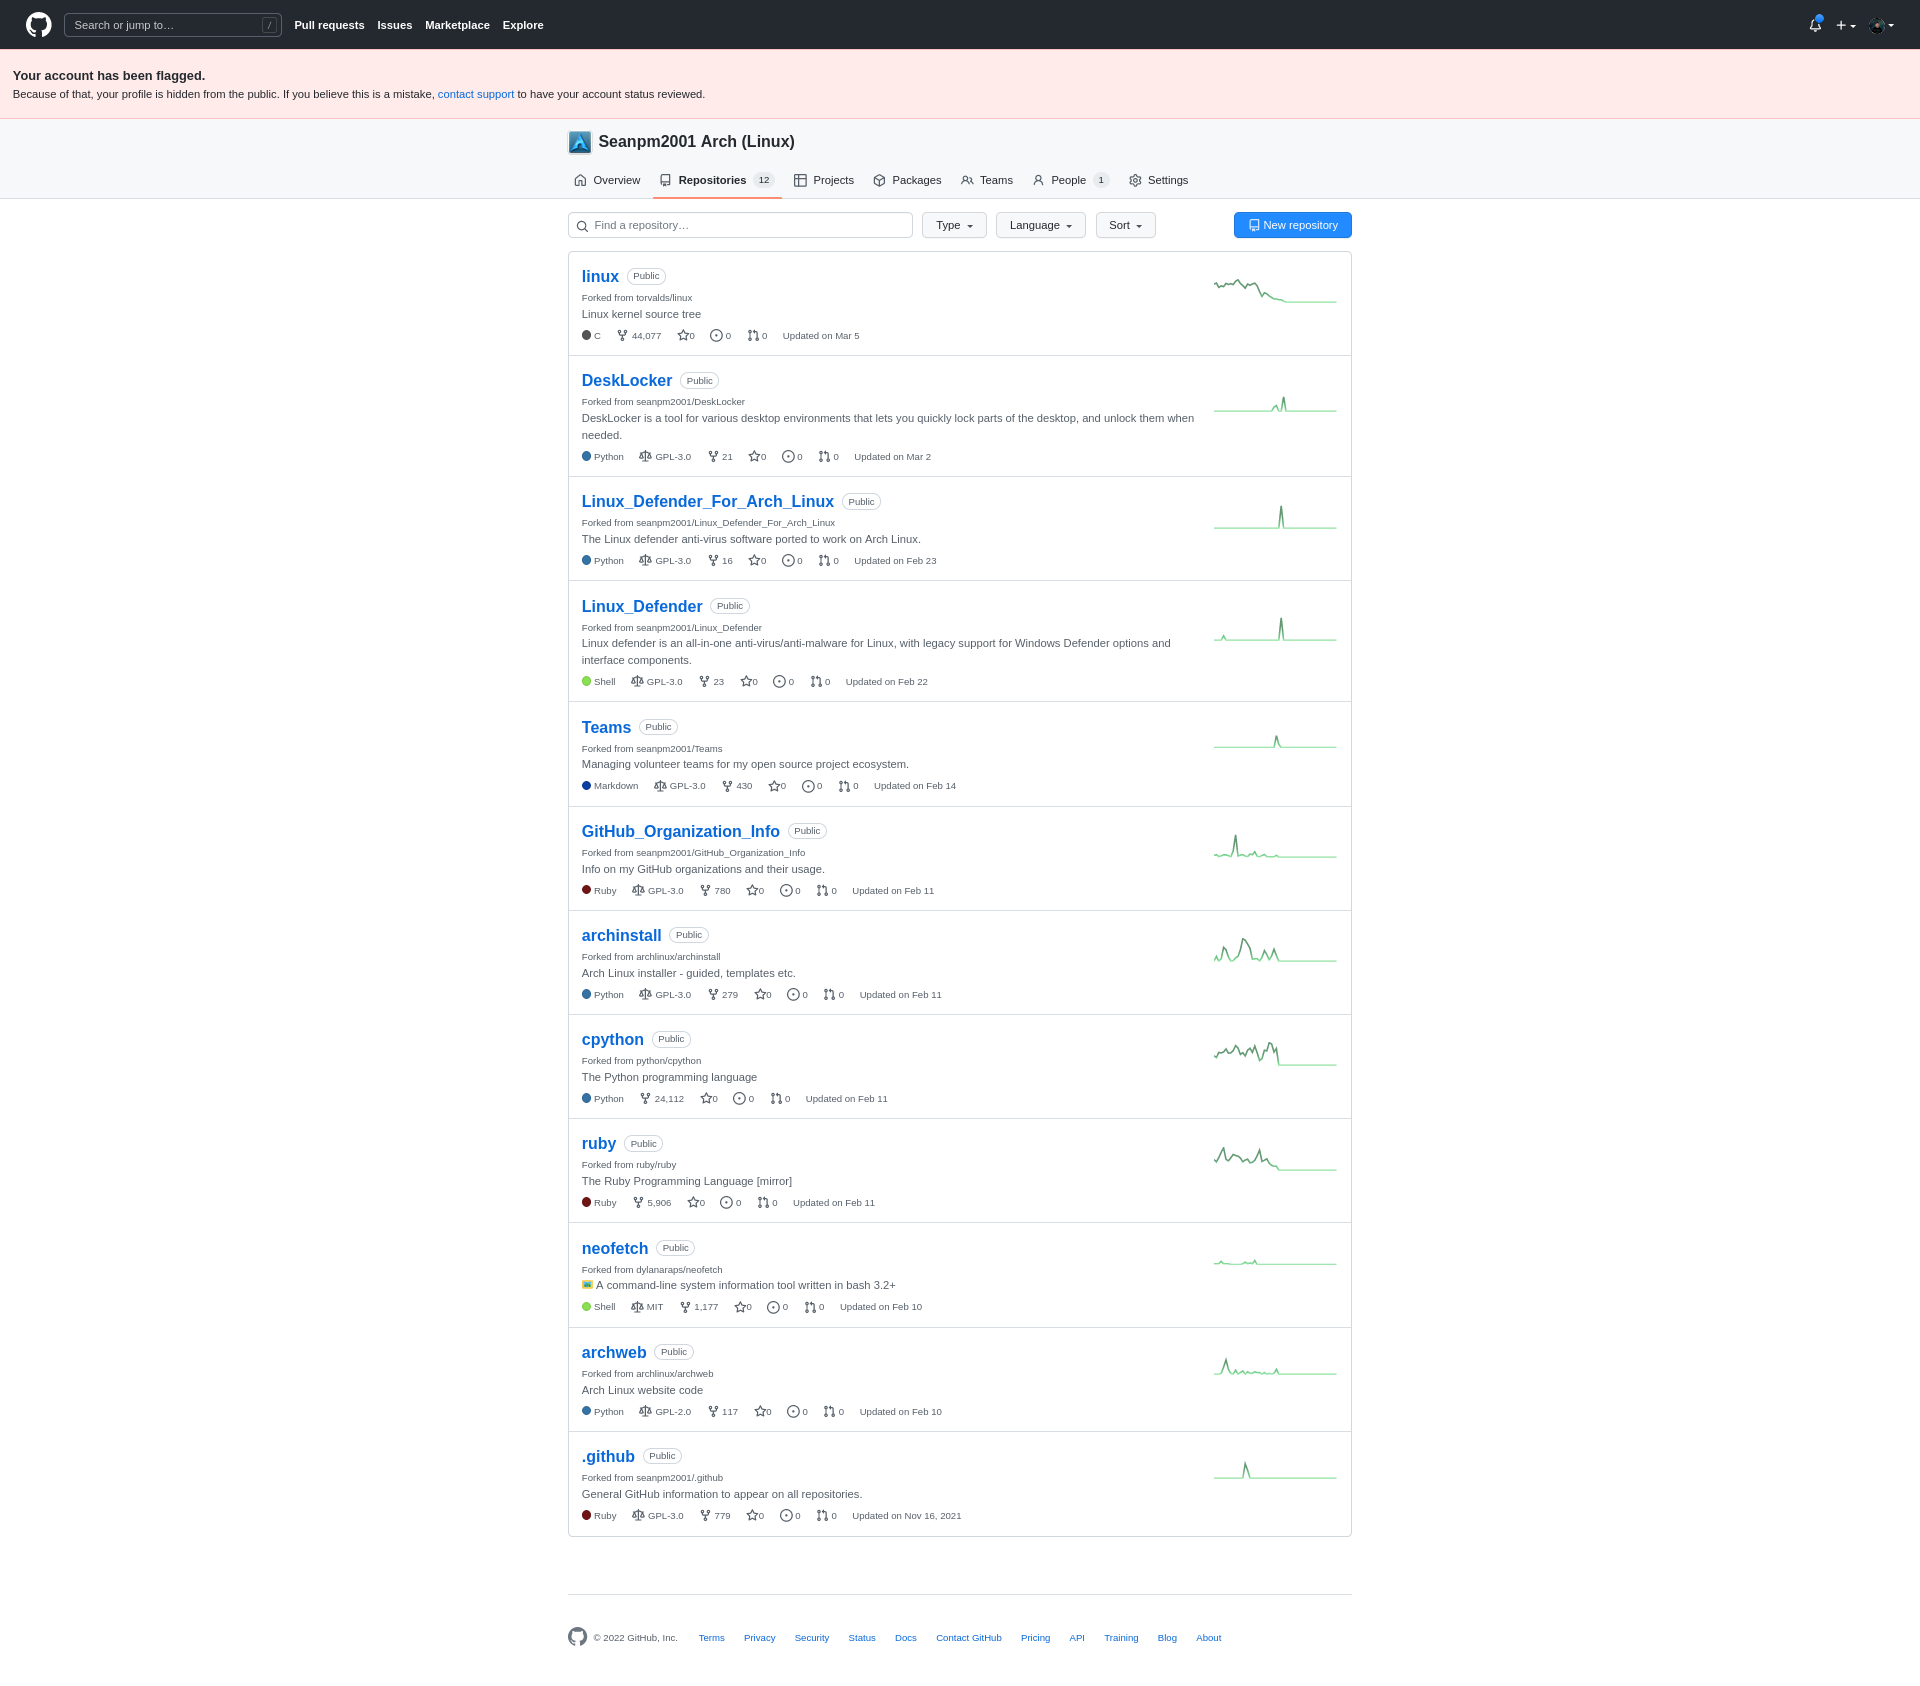 Search or jump to… /
Pull requests Issues Marketplace Explore
Your account has been flagged.
Because of that, your profile is hidden from the public. If you believe this is a mistake, contact support to have your account status reviewed.
Seanpm2001 Arch (Linux)
Overview Repositories 12 Projects Packages Teams People 1 Settings
Find a repository… Type Language Sort New repository
linux Public
Forked from torvalds/linux
Linux kernel source tree
C 44,077 0 0 0 Updated on Mar 5
DeskLocker Public
Forked from seanpm2001/DeskLocker
DeskLocker is a tool for various desktop environments that lets you quickly lock parts of the desktop, and unlock them when
needed.
Python GPL-3.0 21 0 0 0 Updated on Mar 2
Linux_Defender_For_Arch_Linux Public
Forked from seanpm2001/Linux_Defender_For_Arch_Linux
The Linux defender anti-virus software ported to work on Arch Linux.
Python GPL-3.0 16 0 0 0 Updated on Feb 23
Linux_Defender Public
Forked from seanpm2001/Linux_Defender
Linux defender is an all-in-one anti-virus/anti-malware for Linux, with legacy support for Windows Defender options and
interface components.
Shell GPL-3.0 23 0 0 0 Updated on Feb 22
Teams Public
Forked from seanpm2001/Teams
Managing volunteer teams for my open source project ecosystem.
Markdown GPL-3.0 430 0 0 0 Updated on Feb 14
GitHub_Organization_Info Public
Forked from seanpm2001/GitHub_Organization_Info
Info on my GitHub organizations and their usage.
Ruby GPL-3.0 780 0 0 0 Updated on Feb 11
archinstall Public
Forked from archlinux/archinstall
Arch Linux installer - guided, templates etc.
Python GPL-3.0 279 0 0 0 Updated on Feb 11
cpython Public
Forked from python/cpython
The Python programming language
Python 24,112 0 0 0 Updated on Feb 11
ruby Public
Forked from ruby/ruby
The Ruby Programming Language [mirror]
Ruby 5,906 0 0 0 Updated on Feb 11
neofetch Public
Forked from dylanaraps/neofetch
A command-line system information tool written in bash 3.2+
Shell MIT 1,177 0 0 0 Updated on Feb 10
archweb Public
Forked from archlinux/archweb
Arch Linux website code
Python GPL-2.0 117 0 0 0 Updated on Feb 10
.github Public
Forked from seanpm2001/.github
General GitHub information to appear on all repositories.
Ruby GPL-3.0 779 0 0 0 Updated on Nov 16, 2021
© 2022 GitHub, Inc. Terms Privacy Security Status Docs Contact GitHub Pricing API Training Blog About